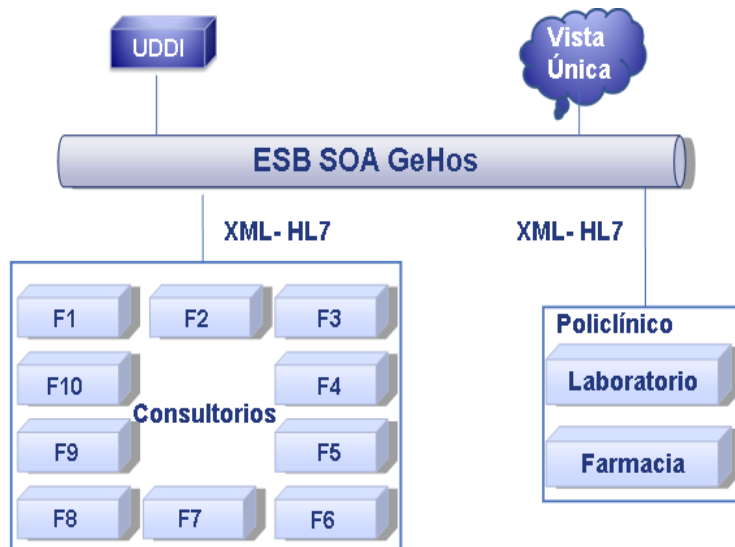 UDDI
Vista
Única
ESB SOA GeHos
XML- HL7
XML- HL7
F1
F2
F3
F10
F4
Consultorios
F9
F5
F8
F7
F6
Policlínico
Laboratorio
Farmacia